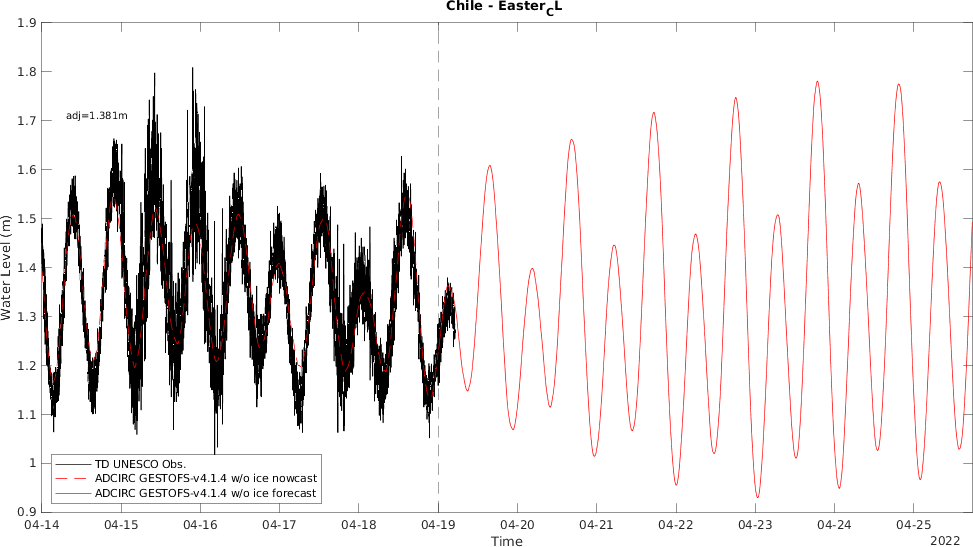 Chile - Easter_CL
1.9
1.8
1.7
1.6
1.5
1.4
1.3
1.2
1.1
1
0.9
Water Level (m)
adj=1.381m
TD UNESCO Obs.
ADCIRC GESTOFS-v4.1.4 w/o ice nowcast
ADCIRC GESTOFS-v4.1.4 w/o ice forecast
04-14 04-15 04-16 04-17 04-18 04-19 04-20 04-21 04-22 04-23 04-24 04-25
Time
2022